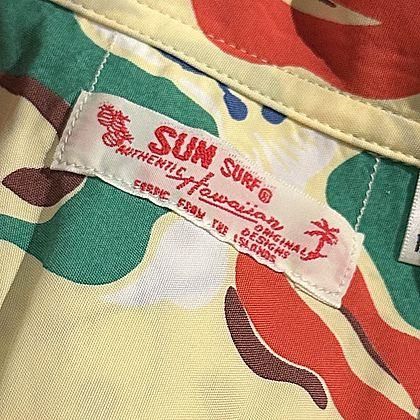 SUN SURF®
AUTHENTIC Hawaiian ORIGINAL DESIGNS
FABRIC FROM THE ISLANDS